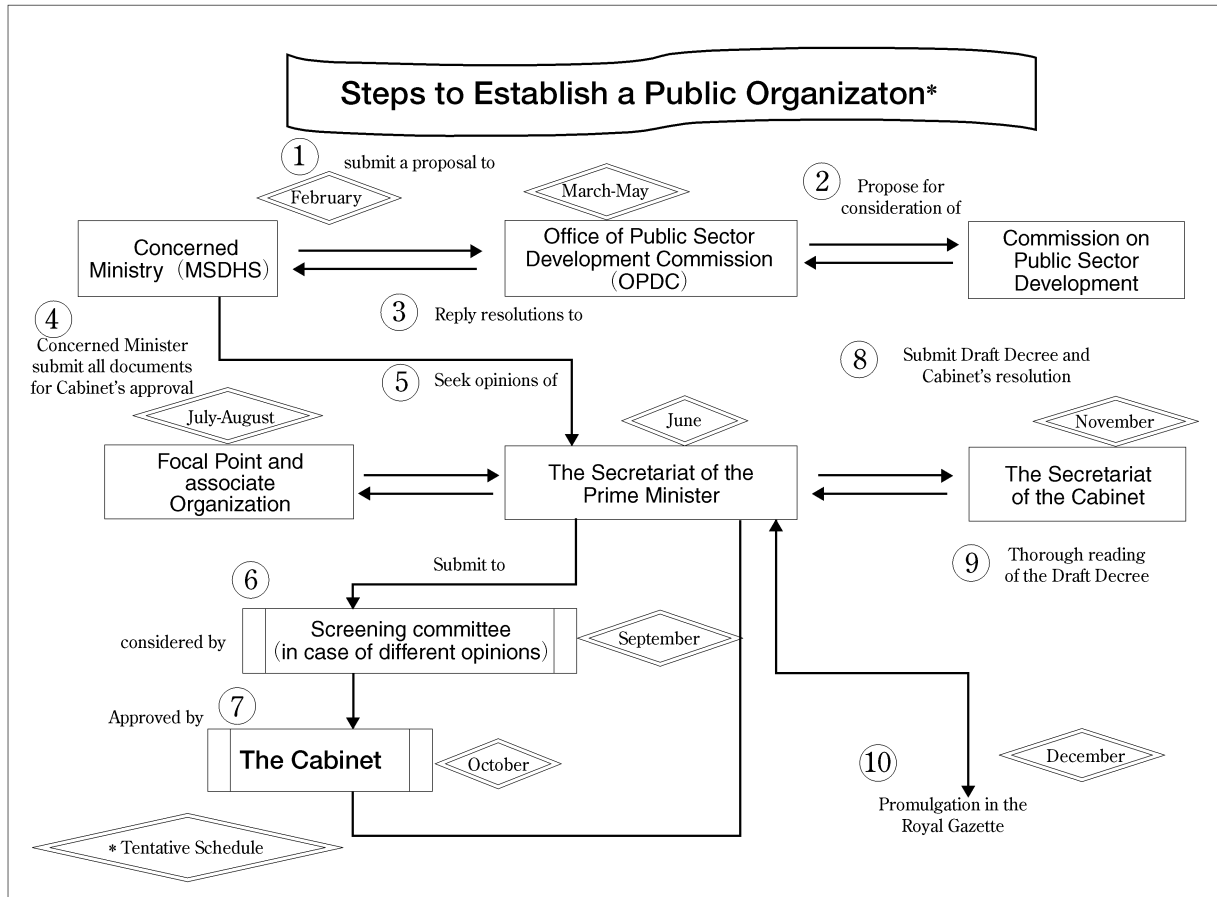 Steps to Establish a Public Organizaton*
① submit a proposal to
February
March-May
② Propose for
consideration of
Concerned
Ministry (MSDHS)
Office of Public Sector
Development Commission
(OPDC)
Commission on
Public Sector
Development
③ Reply resolutions to
④
Concerned Minister
submit all documents
for Cabinet's approval
⑤ Seek opinions of
⑧ Submit Draft Decree and
Cabinet's resolution
July-August
June
November
Focal Point and
associate
Organization
The Secretariat of the
Prime Minister
The Secretariat
of the Cabinet
⑥ Submit to
⑨ Thorough reading
of the Draft Decree
considered by
Screening committee
(in case of different opinions)
September
⑦
Approved by
The Cabinet
October
⑩
December
Promulgation in the
Royal Gazette
* Tentative Schedule